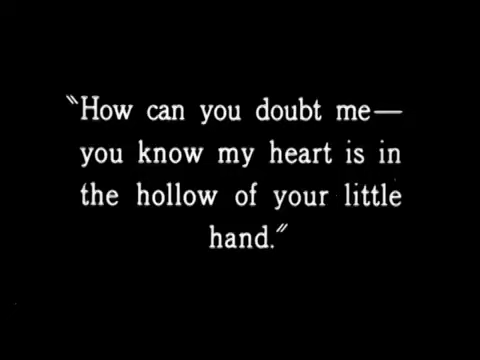 "How can you doubt me—
you know my heart is in
the hollow of your little
hand."